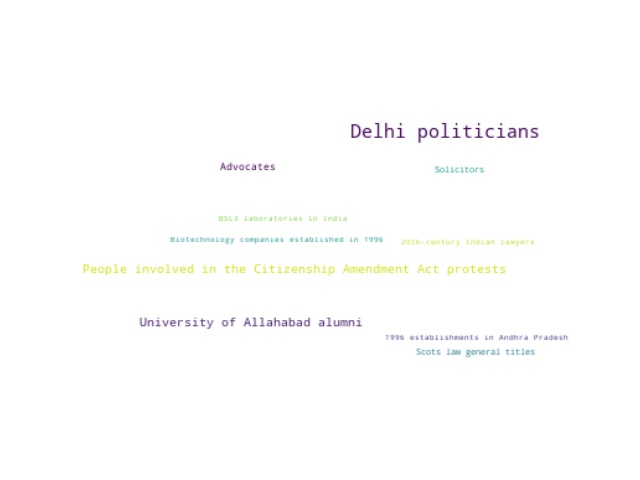 Delhi politicians
Advocates
Solicitors
BSL3 laboratories in India
Biotechnology companies established in 1996
20th-century Indian lawyers
People involved in the Citizenship Amendment Act protests
University of Allahabad alumni
1996 establishments in Andhra Pradesh
Scots law general titles